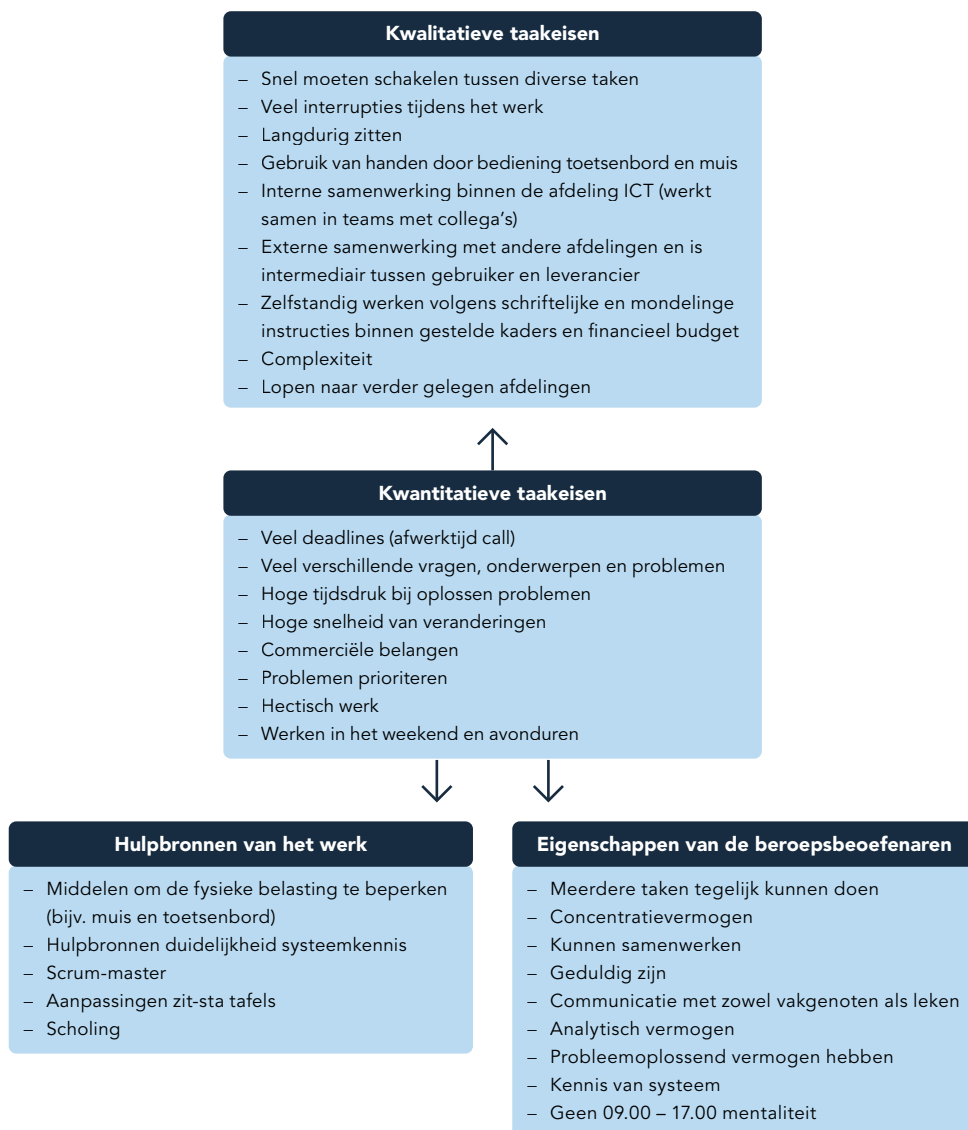 Kwalitatieve taakeisen
– Snel moeten schakelen tussen diverse taken
– Veel interrupties tijdens het werk
– Langdurig zitten
– Gebruik van handen door bediening toetsenbord en muis
– Interne samenwerking binnen de afdeling ICT (werkt
samen in teams met collega’s)
– Externe samenwerking met andere afdelingen en is
intermediair tussen gebruiker en leverancier
– Zelfstandig werken volgens schriftelijke en mondelinge
instructies binnen gestelde kaders en financieel budget
– Complexiteit
– Lopen naar verder gelegen afdelingen
Kwantitatieve taakeisen
– Veel deadlines (afwerktijd call)
– Veel verschillende vragen, onderwerpen en problemen
– Hoge tijdsdruk bij oplossen problemen
– Hoge snelheid van veranderingen
– Commerciële belangen
– Problemen prioriteren
– Hectisch werk
– Werken in het weekend en avonduren
Hulpbronnen van het werk
– Middelen om de fysieke belasting te beperken
(bijv. muis en toetsenbord)
– Hulpbronnen duidelijkheid systeemkennis
– Scrum-master
– Aanpassingen zit-sta tafels
– Scholing
Eigenschappen van de beroepsbeoefenaren
– Meerdere taken tegelijk kunnen doen
– Concentratievermogen
– Kunnen samenwerken
– Geduldig zijn
– Communicatie met zowel vakgenoten als leken
– Analytisch vermogen
– Probleemoplossend vermogen hebben
– Kennis van systeem
– Geen 09.00 – 17.00 mentaliteit